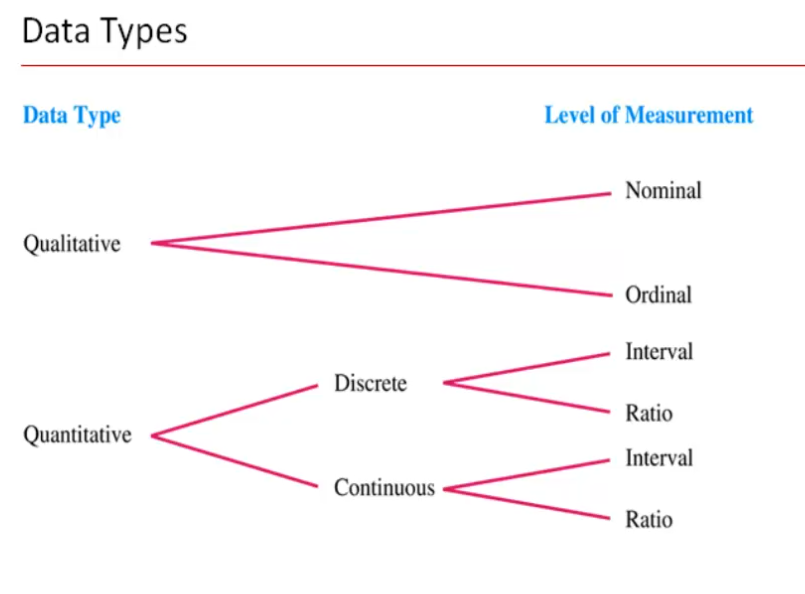 Data Types
Data Type
Level of Measurement
Nominal
Qualitative
Ordinal
Interval
Discrete
Ratio
Quantitative
Interval
Continuous
Ratio